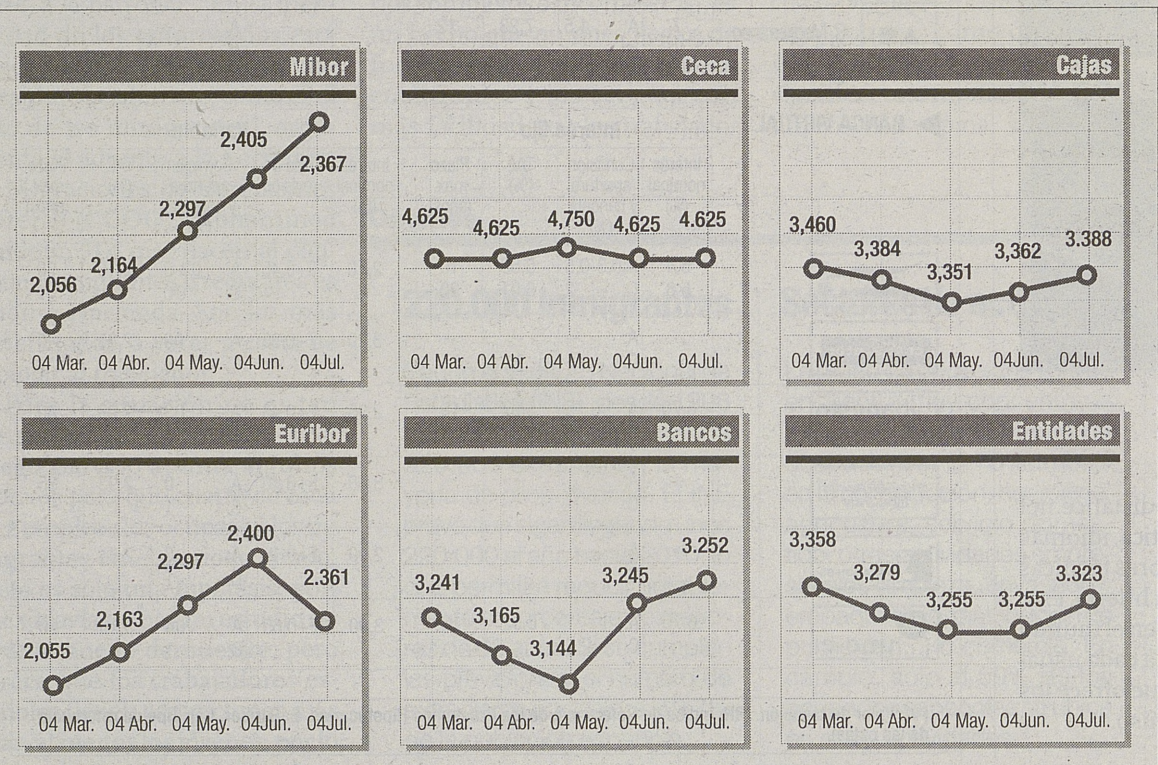 Mibor
2,405
2,367
2,297
2,164
2,056
04 Mar. 04 Abr. 04 May. 04Jun. 04Jul.
Ceca
4,625 4,625 4,750 4,625 4.625
04 Mar. 04 Abr. 04 May. 04Jun. 04Jul.
Cajas
3,460 3,384 3,351 3,362 3.388
04 Mar. 04 Abr. 04 May. 04Jun. 04Jul.
Euribor
2,055 2,163 2,297 2,400 2.361
04 Mar. 04 Abr. 04 May. 04Jun. 04Jul.
Bancos
3,241 3,165 3,144 3,245 3.252
04 Mar. 04 Abr. 04 May. 04Jun. 04Jul.
Entidades
3,358 3,279 3,255 3,255 3.323
04 Mar. 04 Abr. 04 May. 04Jun. 04Jul.